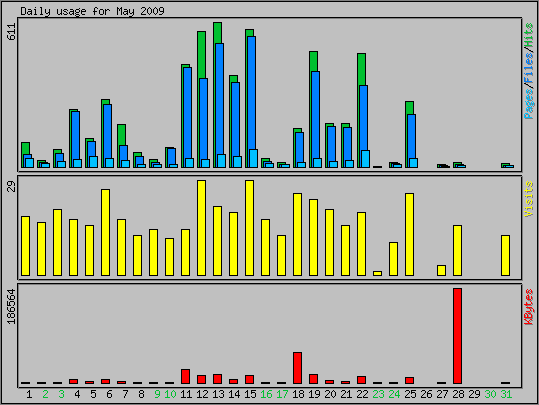 Daily usage for May 2009
611
Pages/Files/Hits
29
Visits
186564
KBytes
1 2 3 4 5 6 7 8 9 10 11 12 13 14 15 16 17 18 19 20 21 22 23 24 25 26 27 28 29 30 31